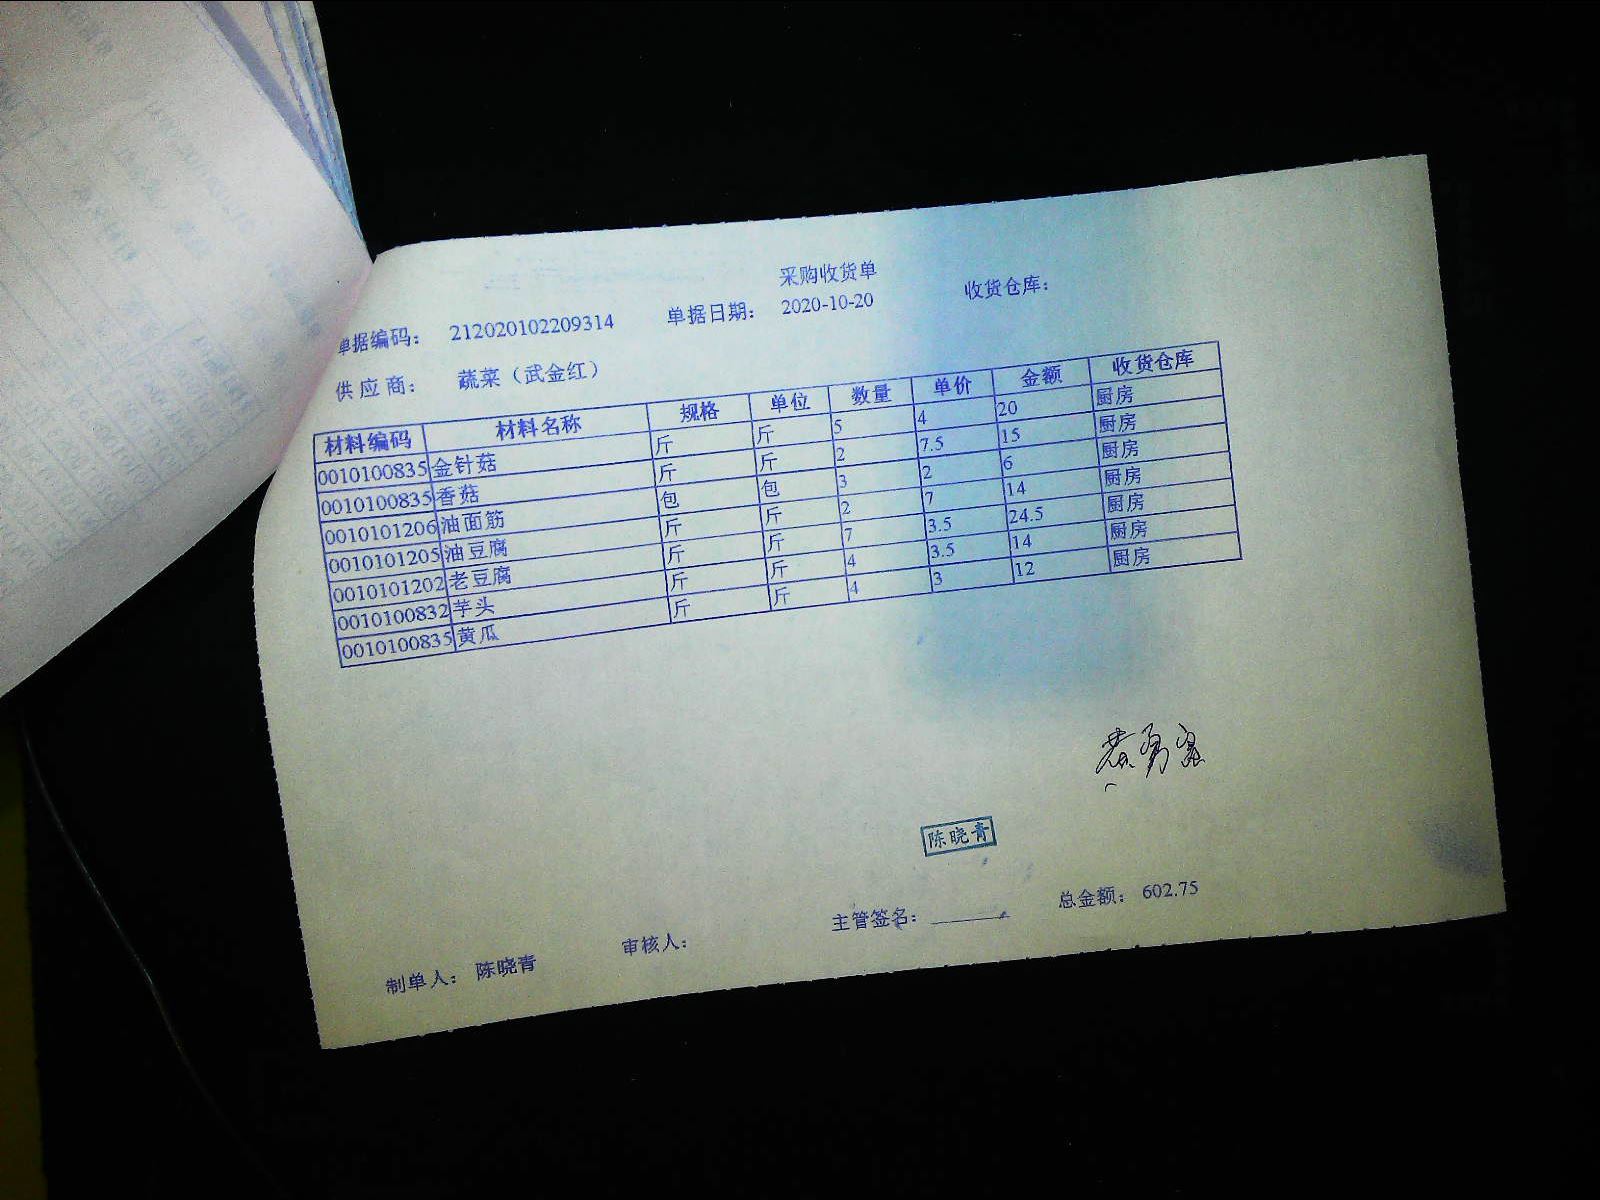 采购收货单
单据编码： 212020102209314 单据日期： 2020-10-20 收货仓库：
供应商： 蔬菜（武金红）
材料编码 材料名称 规格 单位 数量 单价 金额 收货仓库
0010100835 金针菇 斤 斤 5 4 20 厨房
0010100835 香菇 斤 斤 2 7.5 15 厨房
0010101206 油面筋 包 包 3 2 6 厨房
0010101205 油豆腐 斤 斤 2 7 14 厨房
0010101202 老豆腐 斤 斤 7 3.5 24.5 厨房
0010100832 芋头 斤 斤 4 3.5 14 厨房
0010100835 黄瓜 斤 斤 4 3 12 厨房
陈晓青
制单人： 陈晓青 审核人： 主管签名： 总金额： 602.75